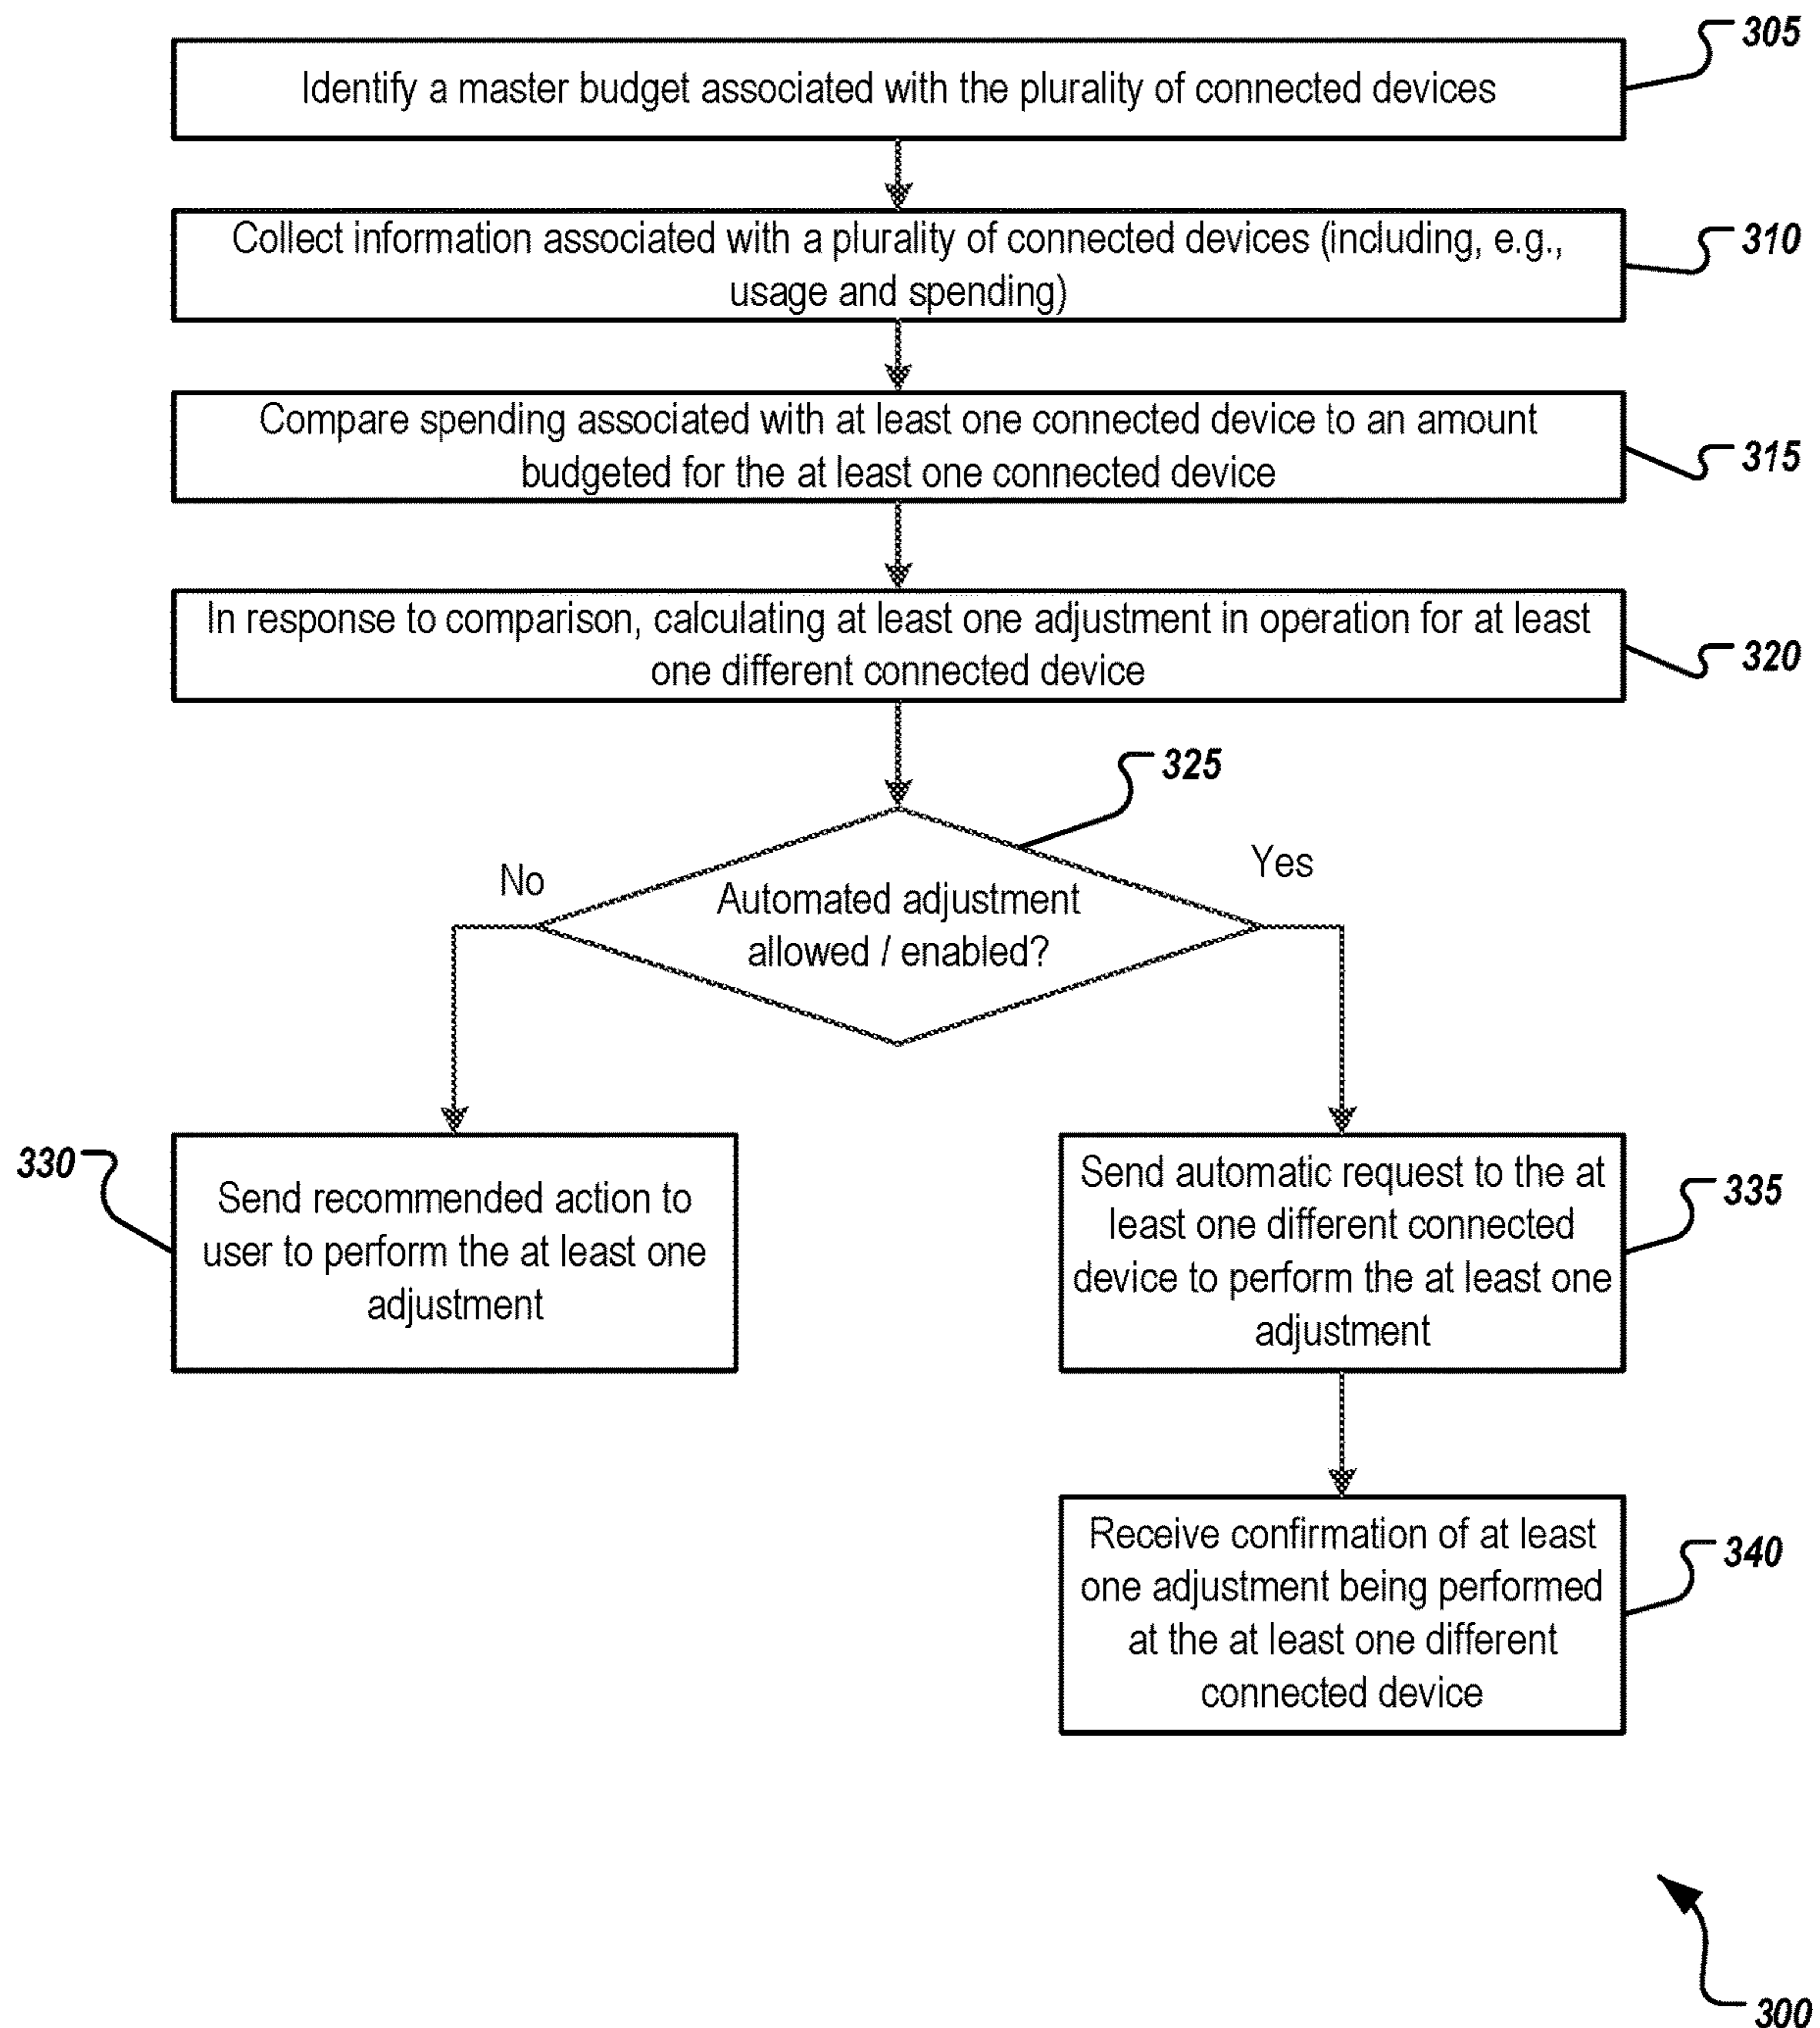 305
Identify a master budget associated with the plurality of connected devices
310
Collect information associated with a plurality of connected devices (including, e.g.,
usage and spending)
Compare spending associated with at least one connected device to an amount
budgeted for the at least one connected device
315
In response to comparison, calculating at least one adjustment in operation for at least
one different connected device
320
325
No
Yes
Automated adjustment
allowed / enabled?
330
Send recommended action to
user to perform the at least one
adjustment
Send automatic request to the at
least one different connected
device to perform the at least one
adjustment
335
Receive confirmation of at least
one adjustment being performed
at the at least one different
connected device
340
300